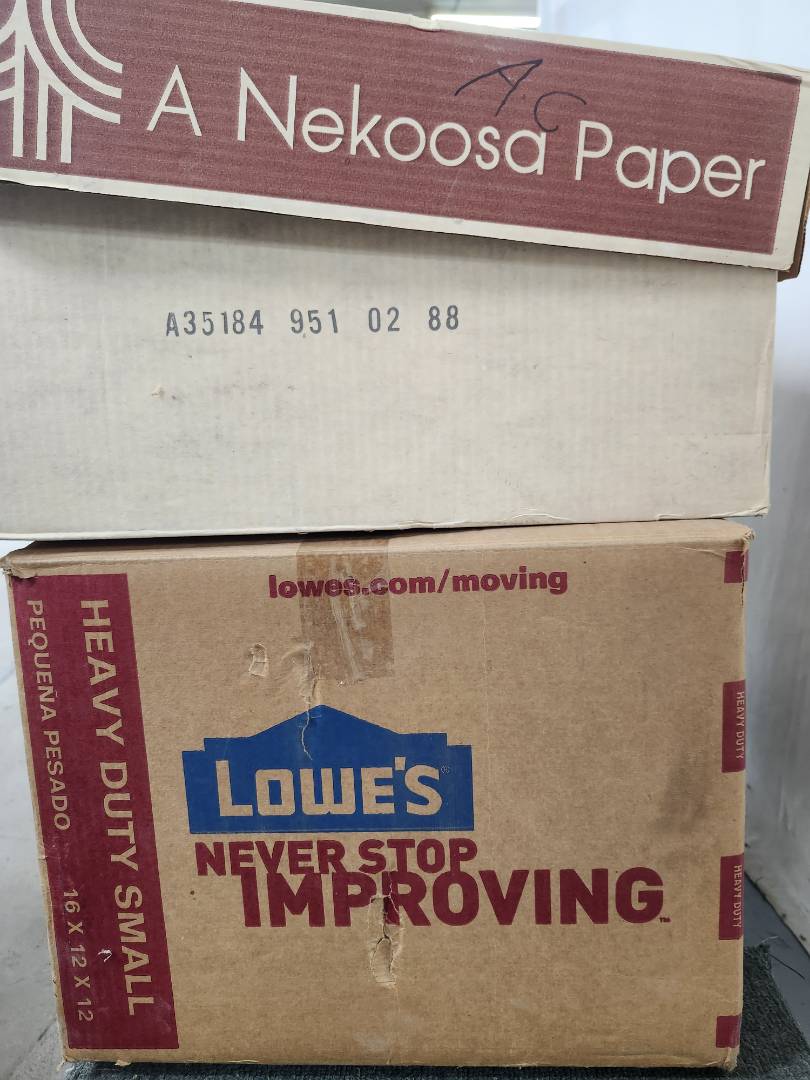 A.C
A Nekoosa Paper
A35184 951 02 88
lowes.com/moving
HEAVY DUTY SMALL
PEQUEÑA PESADO 16 X 12 X 12
LOWE'S®
NEVER STOP
IMPROVING™
HEAVY DUTY
HEAVY DUTY